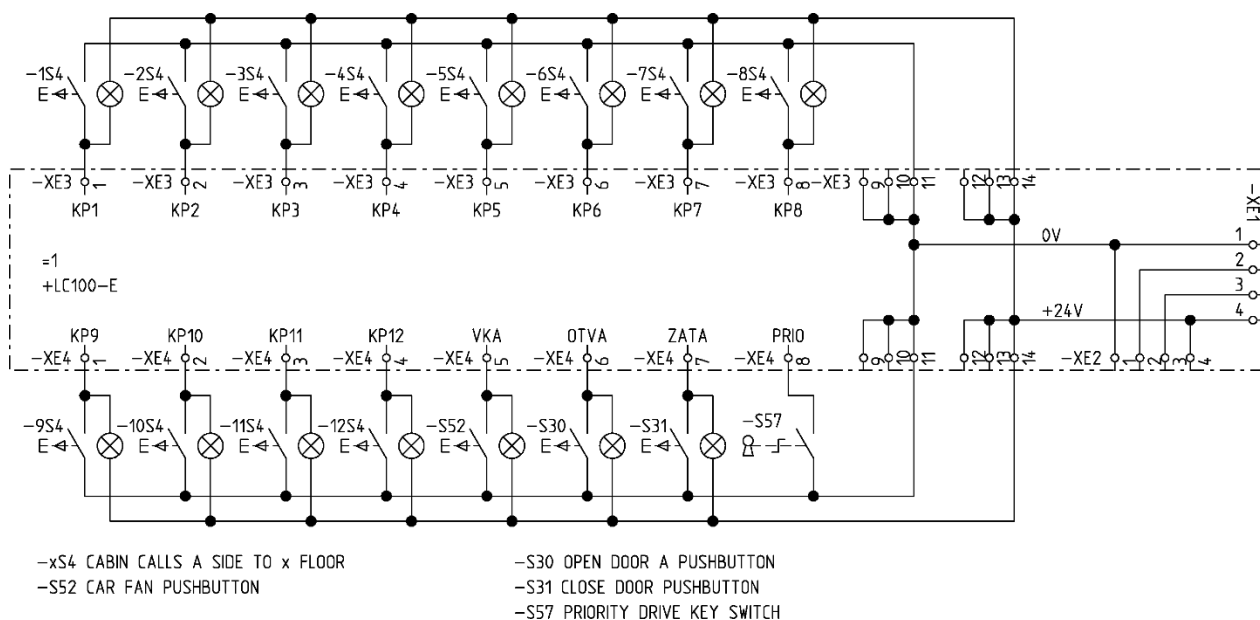 -1S4 -2S4 -3S4 -4S4 -5S4 -6S4 -7S4 -8S4
-XE3 1 -XE3 2 -XE3 3 -XE3 4 -XE3 5 -XE3 6 -XE3 7 -XE3 8 -XE3 9 10 11 12 13 14
KP1 KP2 KP3 KP4 KP5 KP6 KP7 KP8
-XE1
0V 1
2
=1
+LC100-E
3
+24V 4
KP9 KP10 KP11 KP12 VKA OTVA ZATA PRIO
-XE4 1 -XE4 2 -XE4 3 -XE4 4 -XE4 5 -XE4 6 -XE4 7 -XE4 8 9 10 11 12 13 14 -XE2 1 2 3 4
-9S4 -10S4 -11S4 -12S4 -S52 -S30 -S31 -S57
-xS4 CABIN CALLS A SIDE TO x FLOOR
-S52 CAR FAN PUSHBUTTON
-S30 OPEN DOOR A PUSHBUTTON
-S31 CLOSE DOOR PUSHBUTTON
-S57 PRIORITY DRIVE KEY SWITCH